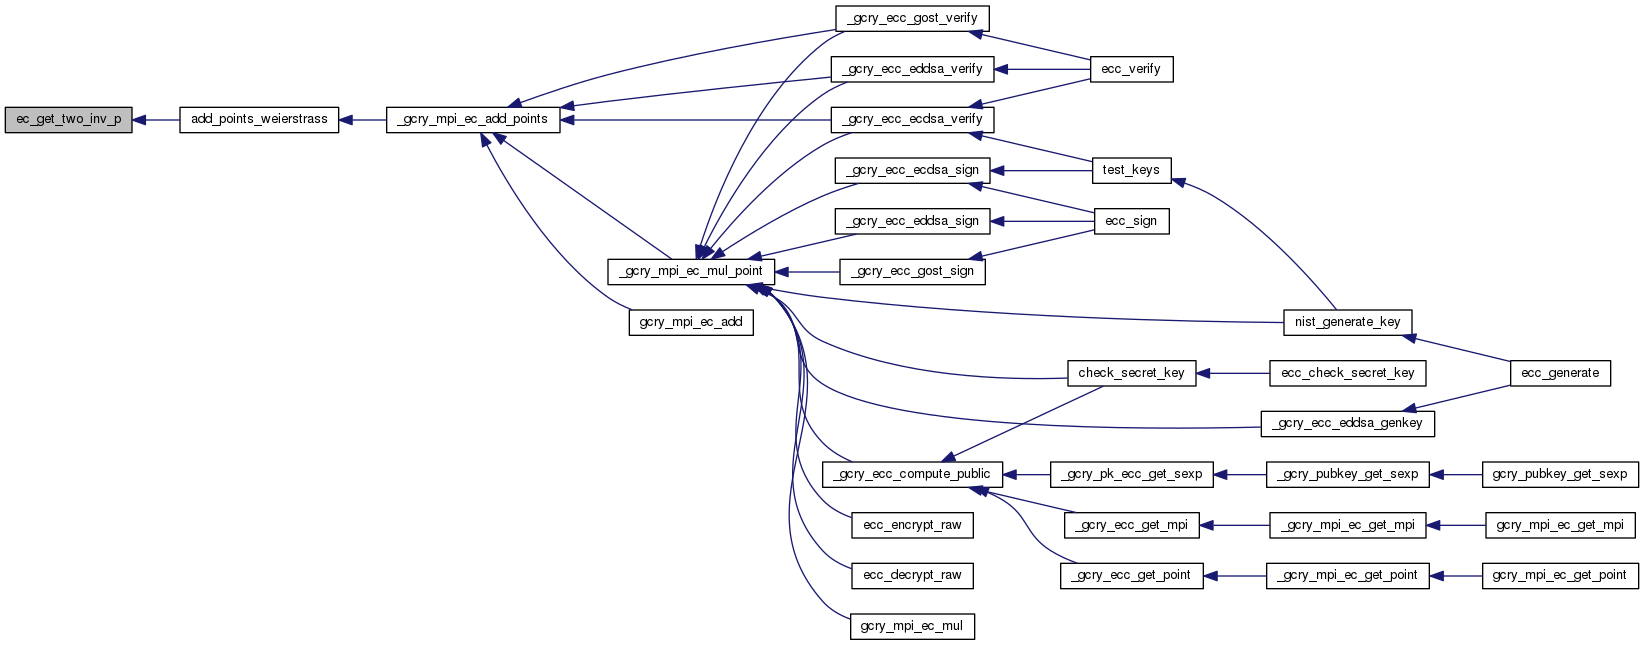 _gcry_ecc_gost_verify
_gcry_ecc_eddsa_verify
ecc_verify
ec_get_two_inv_p
add_points_weierstrass
_gcry_mpi_ec_add_points
_gcry_ecc_ecdsa_verify
_gcry_ecc_ecdsa_sign
test_keys
_gcry_ecc_eddsa_sign
ecc_sign
_gcry_mpi_ec_mul_point
_gcry_ecc_gost_sign
gcry_mpi_ec_add
nist_generate_key
check_secret_key
ecc_check_secret_key
ecc_generate
_gcry_ecc_eddsa_genkey
_gcry_ecc_compute_public
_gcry_pk_ecc_get_sexp
_gcry_pubkey_get_sexp
gcry_pubkey_get_sexp
ecc_encrypt_raw
_gcry_ecc_get_mpi
_gcry_mpi_ec_get_mpi
gcry_mpi_ec_get_mpi
ecc_decrypt_raw
_gcry_ecc_get_point
_gcry_mpi_ec_get_point
gcry_mpi_ec_get_point
gcry_mpi_ec_mul